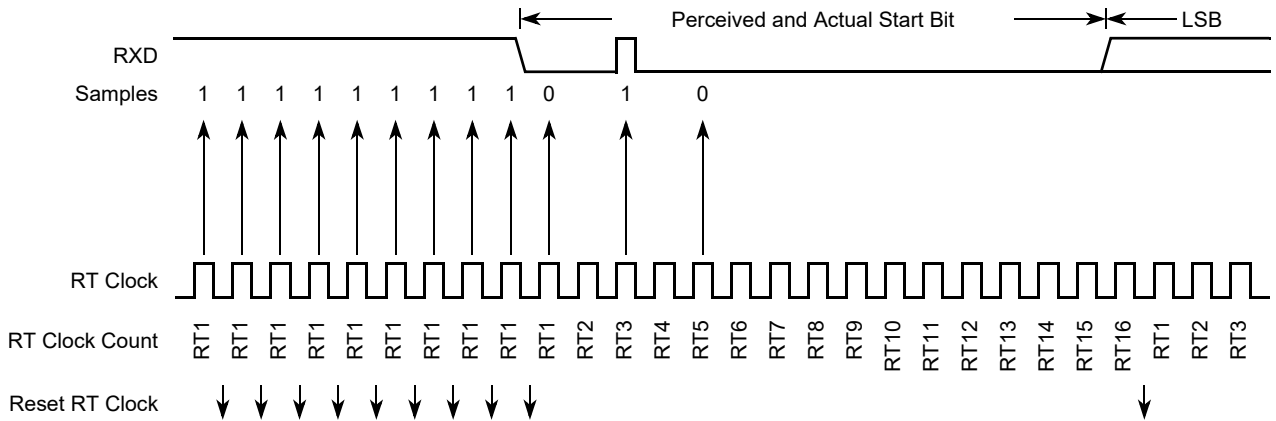 Perceived and Actual Start Bit LSB
RXD
Samples 1 1 1 1 1 1 1 1 1 0 1 0
RT Clock
RT Clock Count RT1 RT1 RT1 RT1 RT1 RT1 RT1 RT1 RT1 RT1 RT2 RT3 RT4 RT5 RT6 RT7 RT8 RT9 RT10 RT11 RT12 RT13 RT14 RT15 RT16 RT1 RT2 RT3
Reset RT Clock